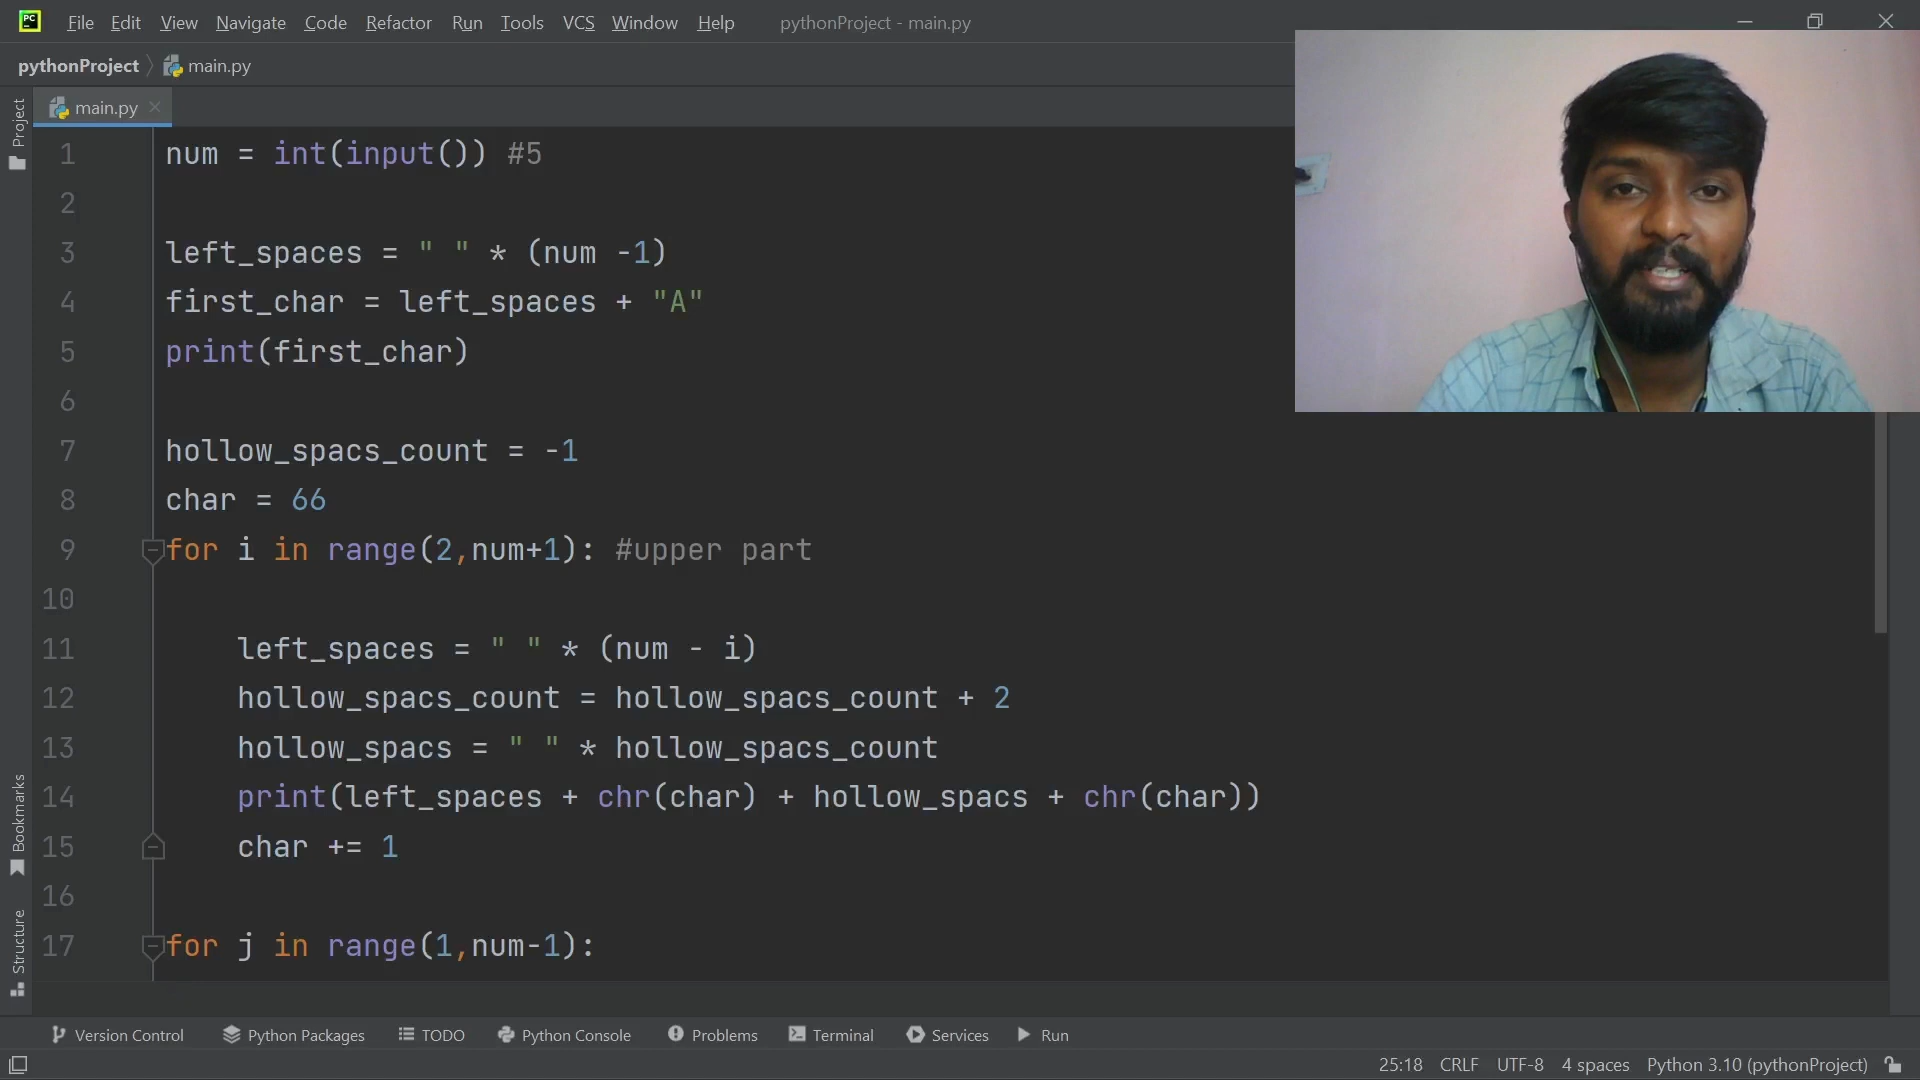 PC File Edit View Navigate Code Refactor Run Tools VCS Window Help pythonProject - main.py
pythonProject main.py
main.py
Project
1 num = int(input()) #5
2
3 left_spaces = " " * (num -1)
4 first_char = left_spaces + "A"
5 print(first_char)
6
7 hollow_spacs_count = -1
8 char = 66
9 for i in range(2,num+1): #upper part
10
11 left_spaces = " " * (num - i)
12 hollow_spacs_count = hollow_spacs_count + 2
13 hollow_spacs = " " * hollow_spacs_count
14 print(left_spaces + chr(char) + hollow_spacs + chr(char))
15 char += 1
16
17 for j in range(1,num-1):
Bookmarks
Structure
Version Control Python Packages TODO Python Console Problems Terminal Services Run
25:18 CRLF UTF-8 4 spaces Python 3.10 (pythonProject)